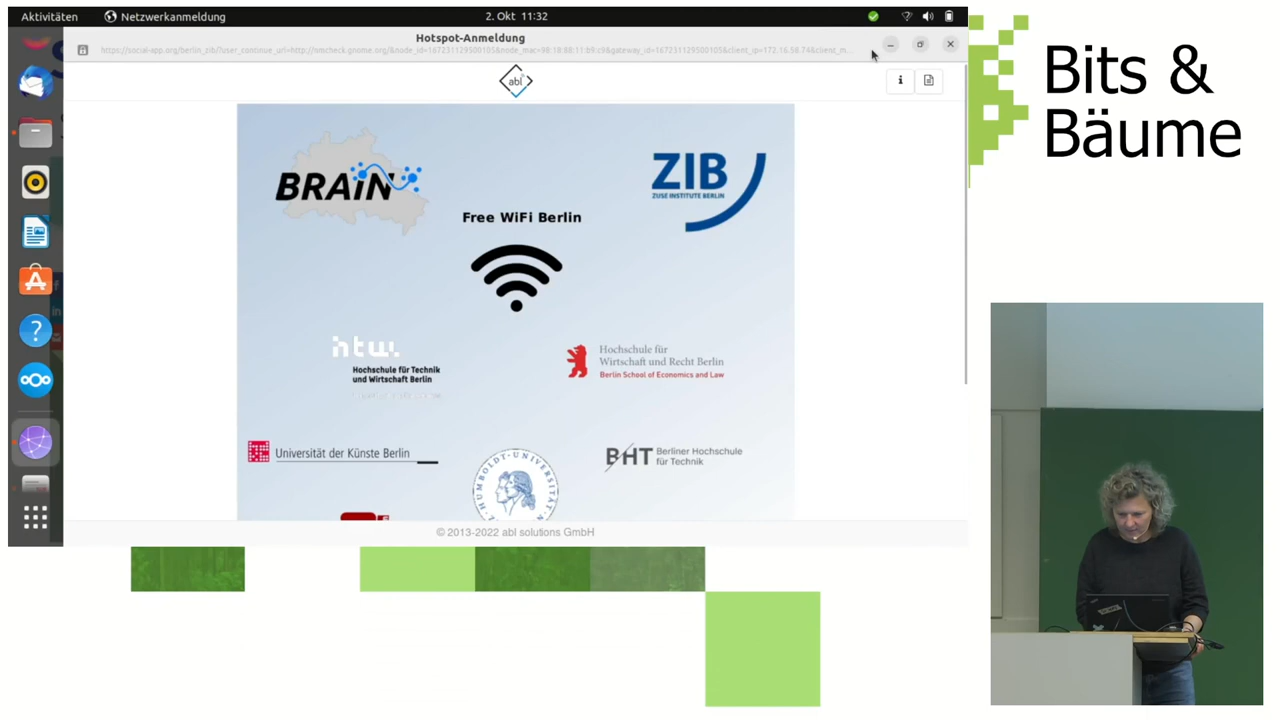 Aktivitäten
Netzwerkanmeldung
2. Okt 11:32
Hotspot-Anmeldung
abl
i
BRAiN
ZIB
ZUSE INSTITUTE BERLIN
Free WiFi Berlin
htw.
Hochschule für Technik
und Wirtschaft Berlin
Hochschule für
Wirtschaft und Recht Berlin
Berlin School of Economics and Law
Universität der Künste Berlin
HUMBOLDT-UNIVERSITÄT
BHT Berliner Hochschule
für Technik
© 2013-2022 abl solutions GmbH
Bits &
Bäume